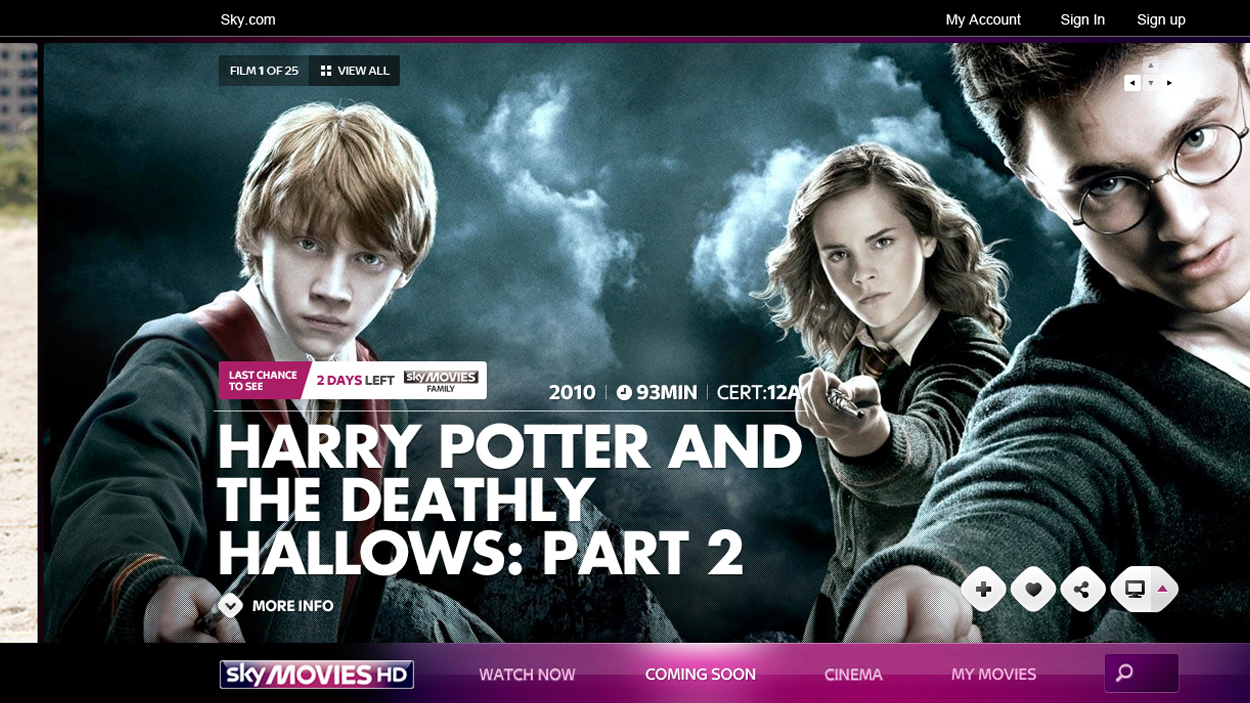 Sky.com
My Account
Sign In
Sign up
FILM 1 OF 25
VIEW ALL
LAST CHANCE
TO SEE
2 DAYS LEFT
sky MOVIES
FAMILY
2010
93MIN
CERT:12A
HARRY POTTER AND
THE DEATHLY
HALLOWS: PART 2
MORE INFO
sky MOVIES HD
WATCH NOW
COMING SOON
CINEMA
MY MOVIES